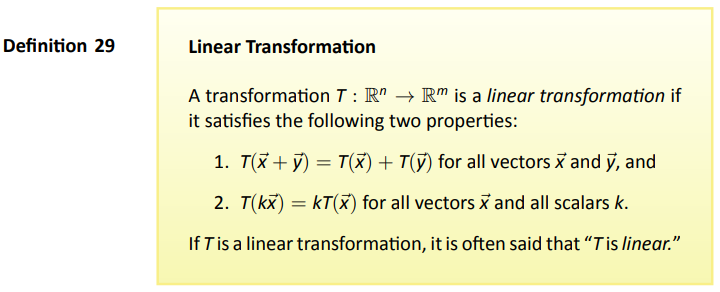 Definition 29
Linear Transformation
A transformation T : ℝⁿ → ℝᵐ is a linear transformation if
it satisfies the following two properties:
1. T(x⃗ + y⃗) = T(x⃗) + T(y⃗) for all vectors x⃗ and y⃗, and
2. T(kx⃗) = kT(x⃗) for all vectors x⃗ and all scalars k.
If T is a linear transformation, it is often said that “T is linear.”